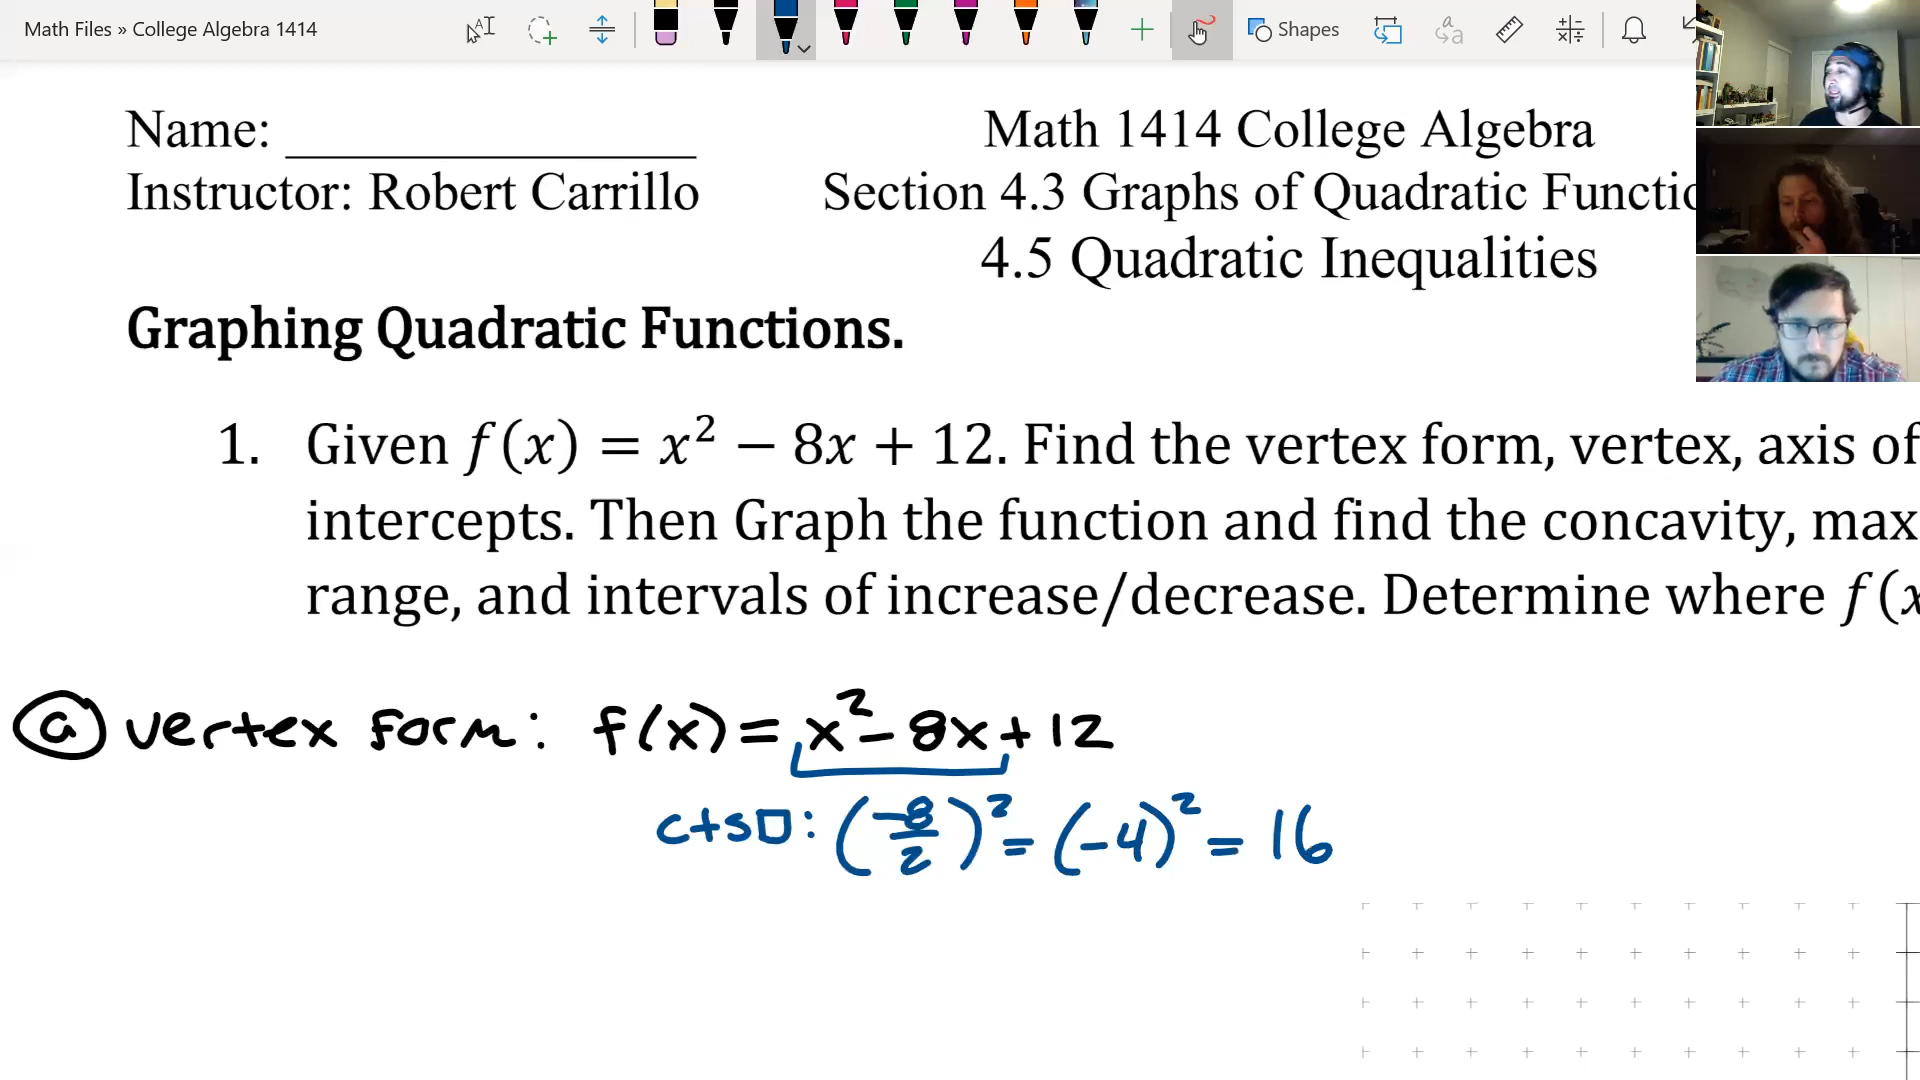 Math Files » College Algebra 1414
Shapes
Name: _______________
Math 1414 College Algebra
Instructor: Robert Carrillo
Section 4.3 Graphs of Quadratic Functio
4.5 Quadratic Inequalities
Graphing Quadratic Functions.
1. Given f(x) = x² − 8x + 12. Find the vertex form, vertex, axis of
intercepts. Then Graph the function and find the concavity, max
range, and intervals of increase/decrease. Determine where f(x
a vertex form: f(x) = x² − 8x + 12
cts□: (−8/2)² = (−4)² = 16